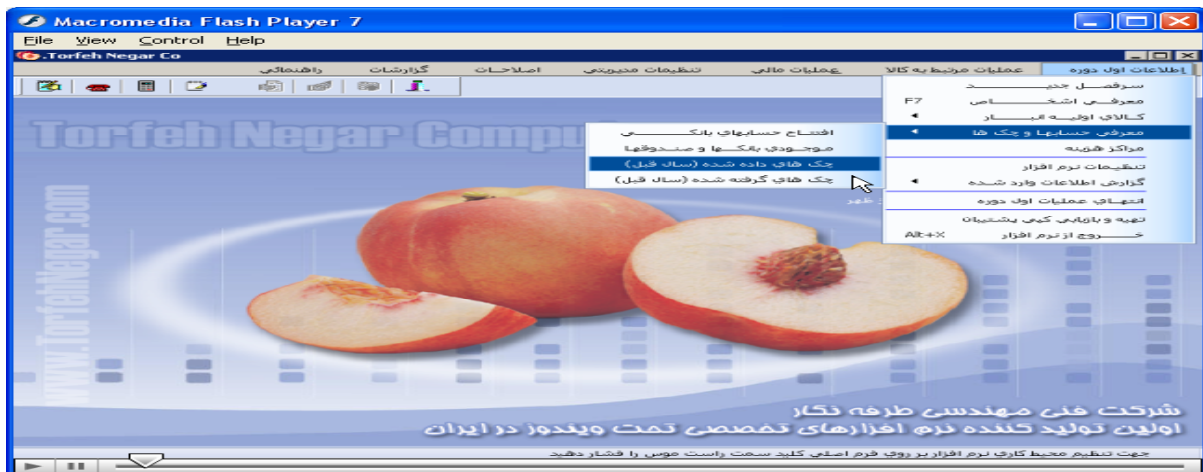 Macromedia Flash Player 7
File View Control Help
.Torfeh Negar Co
اطلاعات اول دوره عملیات مرتبط به کالا عملیات مالی تنظیمات مدیریتی اصلاحات گزارشات راهنمائی
سرفصل جدید
معرفی اشخاص F7
کالای اولیه انبار
معرفی حسابها و چک ها
مراکز هزینه
تنظیمات نرم افزار
گزارش اطلاعات وارد شده
انتهای عملیات اول دوره
تهیه و بازیابی کپی پشتیبان
خروج از نرم افزار Alt+X
افتتاح حسابهای بانکی
موجودی بانکها و صندوقها
چک های داده شده (سال قبل)
چک های گرفته شده (سال قبل)
ظهر
Torfeh Negar Compu
www.TorfehNegar.com
شرکت فنی مهندسی طرفه نگار
اولین تولید کننده نرم افزارهای تخصصی تحت ویندوز در ایران
جهت تنظیم محیط کاری نرم افزار بر روی فرم اصلی کلید سمت راست موس را فشار دهید